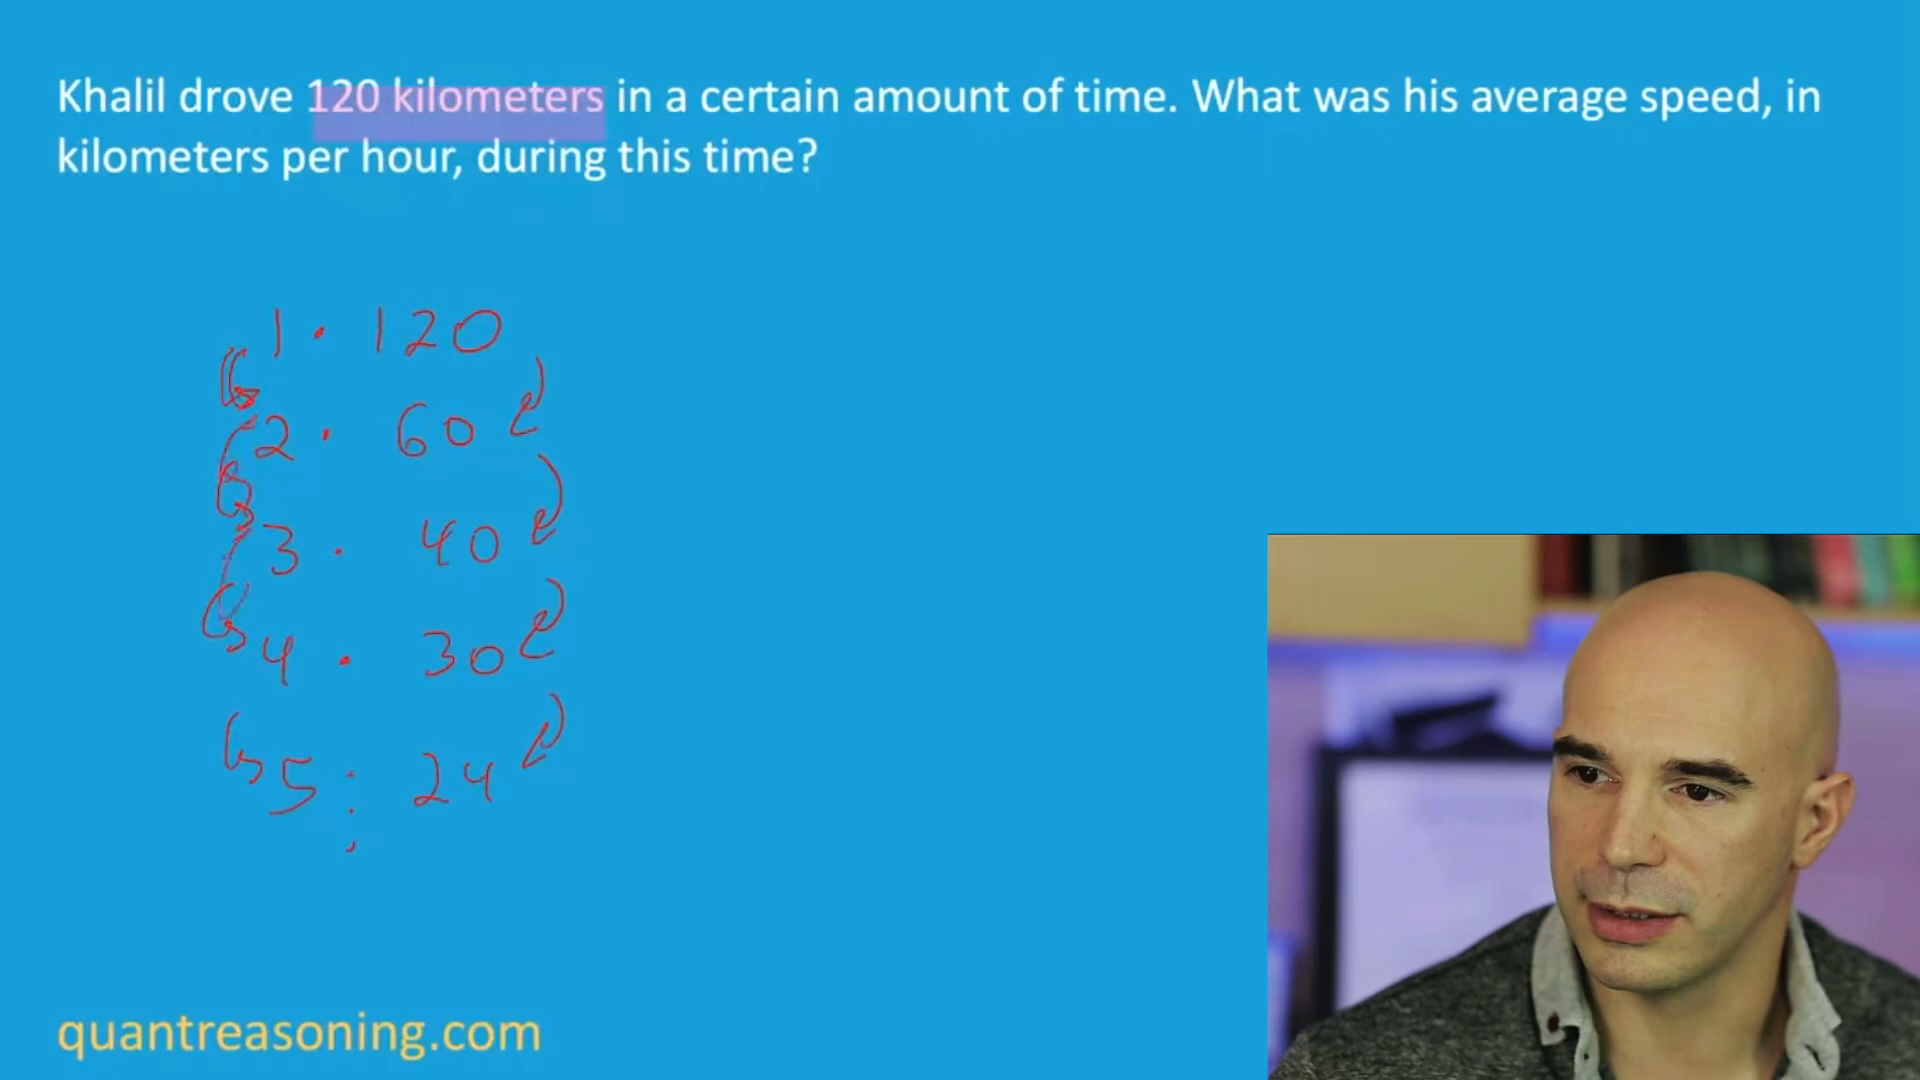 Khalil drove 120 kilometers in a certain amount of time. What was his average speed, in
kilometers per hour, during this time?
1 · 120
2 · 60
3 · 40
4 · 30
5 : 24
quantreasoning.com